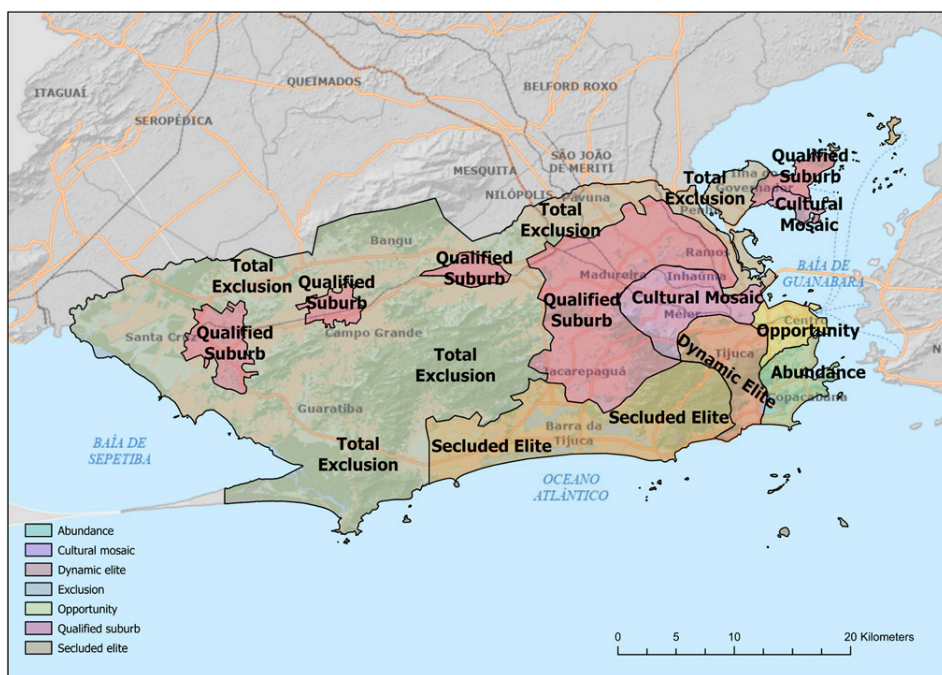 ITAGUAÍ
SEROPÉDICA
QUEIMADOS
BELFORD ROXO
MESQUITA
SÃO JOÃO
DE MERITI
NILÓPOLIS
Pavuna
Total
Exclusion
Total
Exclusion
Penha
Governador
Qualified
Suburb
Cultural
Mosaic
Bangu
Total
Exclusion
Qualified
Suburb
Qualified
Suburb
Madureira
Inhaúma
Ramos
BAÍA DE
GUANABARA
Qualified
Suburb
Cultural Mosaic
Méier
Santa Cruz
Qualified
Suburb
Campo Grande
Total
Exclusion
Jacarepaguá
Tijuca
Dynamic Elite
Centro
Opportunity
Abundance
Copacabana
Guaratiba
Secluded Elite
Secluded Elite
Barra da
Tijuca
Total
Exclusion
BAÍA DE
SEPETIBA
OCEANO
ATLÂNTICO
Abundance
Cultural mosaic
Dynamic elite
Exclusion
Opportunity
Qualified suburb
Secluded elite
0 5 10 20 Kilometers